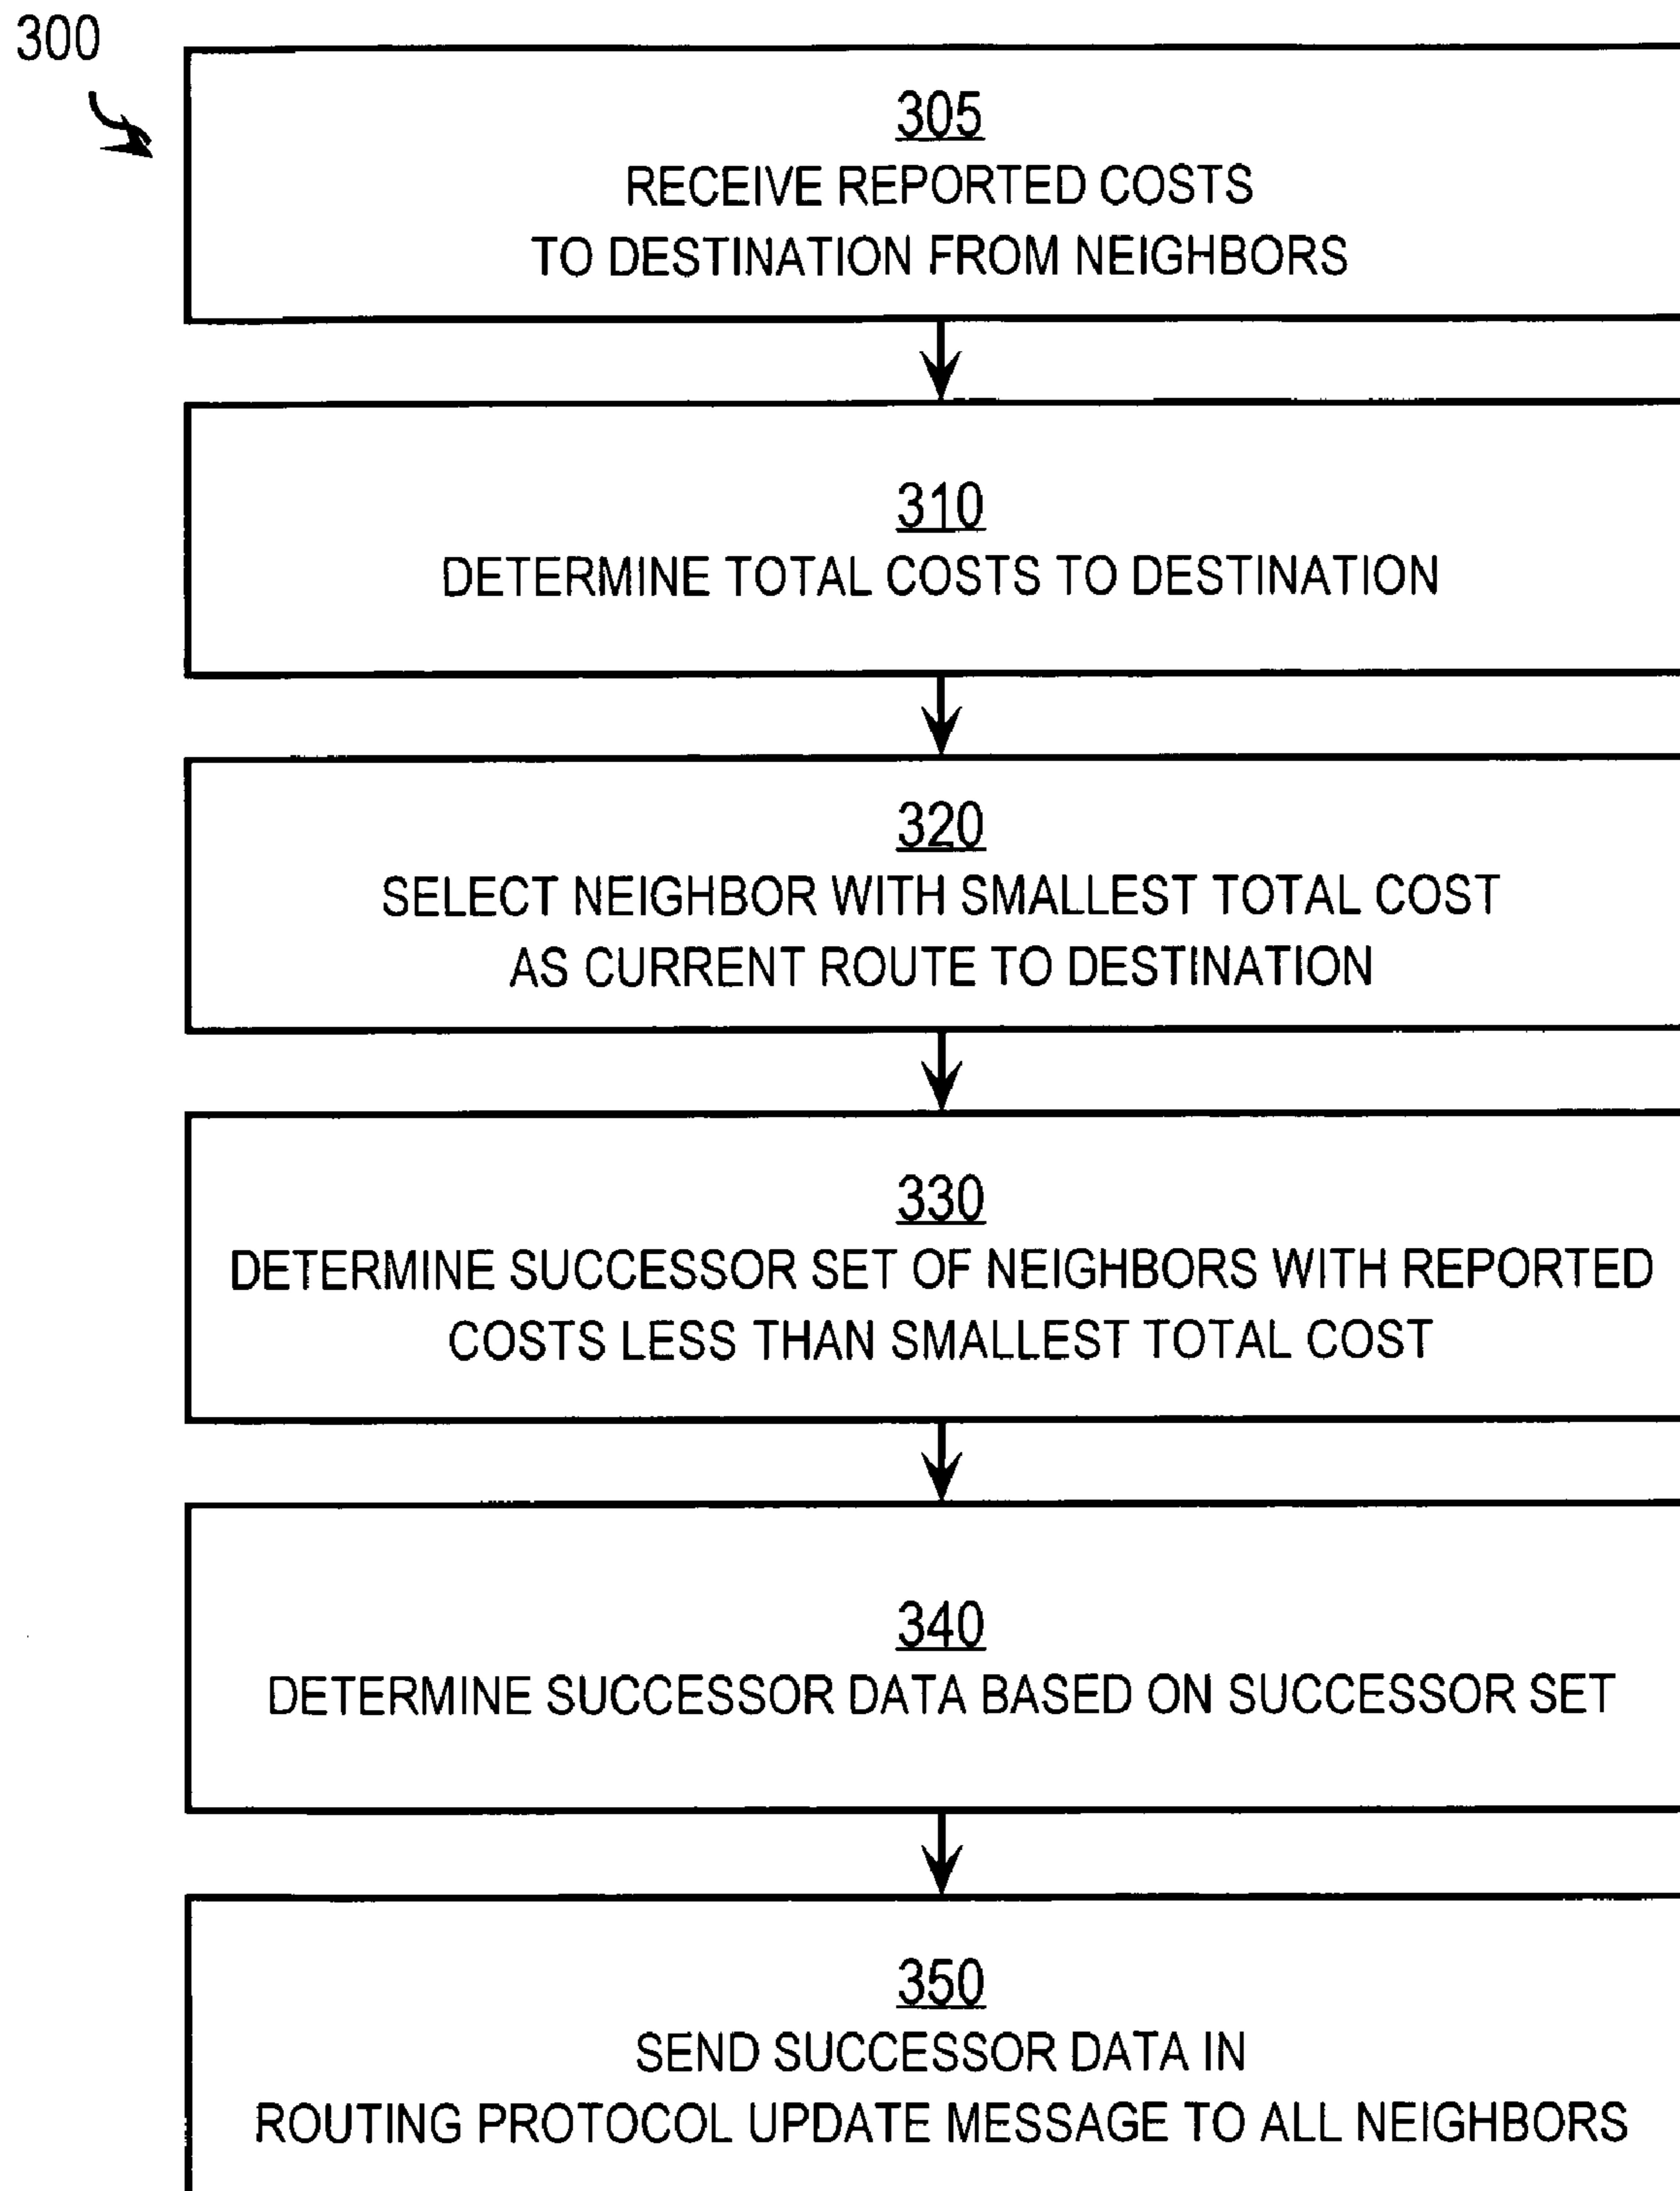 300
305
RECEIVE REPORTED COSTS
TO DESTINATION FROM NEIGHBORS
310
DETERMINE TOTAL COSTS TO DESTINATION
320
SELECT NEIGHBOR WITH SMALLEST TOTAL COST
AS CURRENT ROUTE TO DESTINATION
330
DETERMINE SUCCESSOR SET OF NEIGHBORS WITH REPORTED
COSTS LESS THAN SMALLEST TOTAL COST
340
DETERMINE SUCCESSOR DATA BASED ON SUCCESSOR SET
350
SEND SUCCESSOR DATA IN
ROUTING PROTOCOL UPDATE MESSAGE TO ALL NEIGHBORS